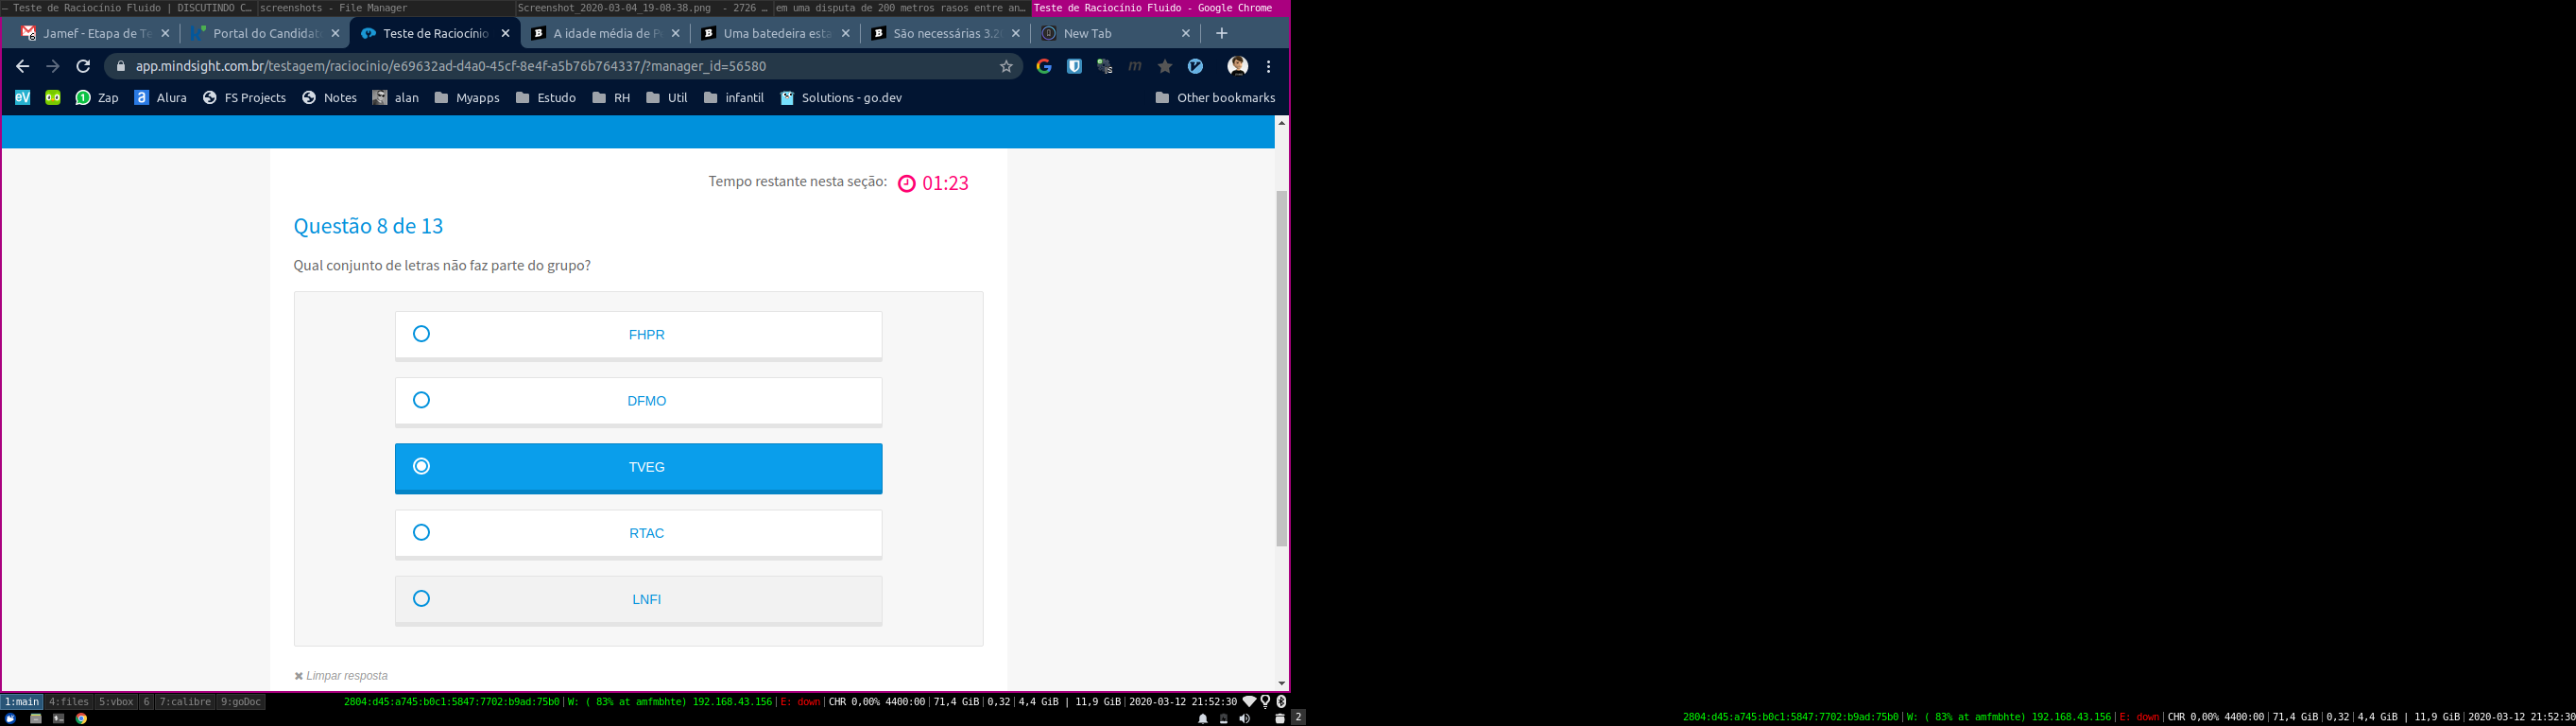 — Teste de Raciocínio Fluido | DISCUTINDO C…
screenshots - File Manager
Screenshot_2020-03-04_19-08-38.png - 2726 …
em uma disputa de 200 metros rasos entre an…
Teste de Raciocínio Fluido - Google Chrome
Jamef - Etapa de Te
Portal do Candidat
Teste de Raciocínio
A idade média de P
Uma batedeira esta
São necessárias 3.2
New Tab
app.mindsight.com.br/testagem/raciocinio/e69632ad-d4a0-45cf-8e4f-a5b76b764337/?manager_id=56580
Zap
Alura
FS Projects
Notes
alan
Myapps
Estudo
RH
Util
infantil
Solutions - go.dev
Other bookmarks
Tempo restante nesta seção: 01:23
Questão 8 de 13
Qual conjunto de letras não faz parte do grupo?
FHPR
DFMO
TVEG
RTAC
LNFI
✖ Limpar resposta
1:main 4:files 5:vbox 6 7:calibre 9:goDoc
2804:d45:a745:b0c1:5847:7702:b9ad:75b0|W: ( 83% at amfmbhte) 192.168.43.156|E: down|CHR 0,00% 4400:00|71,4 GiB|0,32|4,4 GiB | 11,9 GiB|2020-03-12 21:52:30
2
2804:d45:a745:b0c1:5847:7702:b9ad:75b0|W: ( 83% at amfmbhte) 192.168.43.156|E: down|CHR 0,00% 4400:00|71,4 GiB|0,32|4,4 GiB | 11,9 GiB|2020-03-12 21:52:30